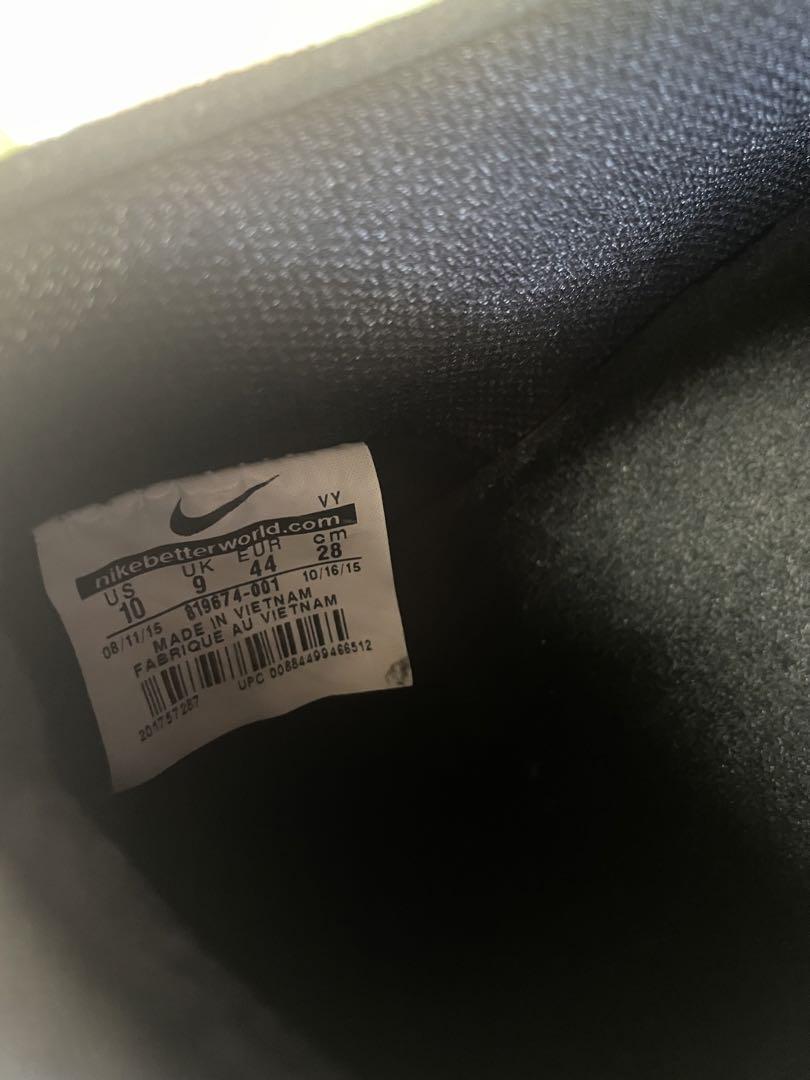 VY
nikebetterworld.com
US UK EUR cm
10 9 44 28
819674-001
08/11/15 10/16/15
MADE IN VIETNAM
FABRIQUE AU VIETNAM
UPC 00884499466512
201757287